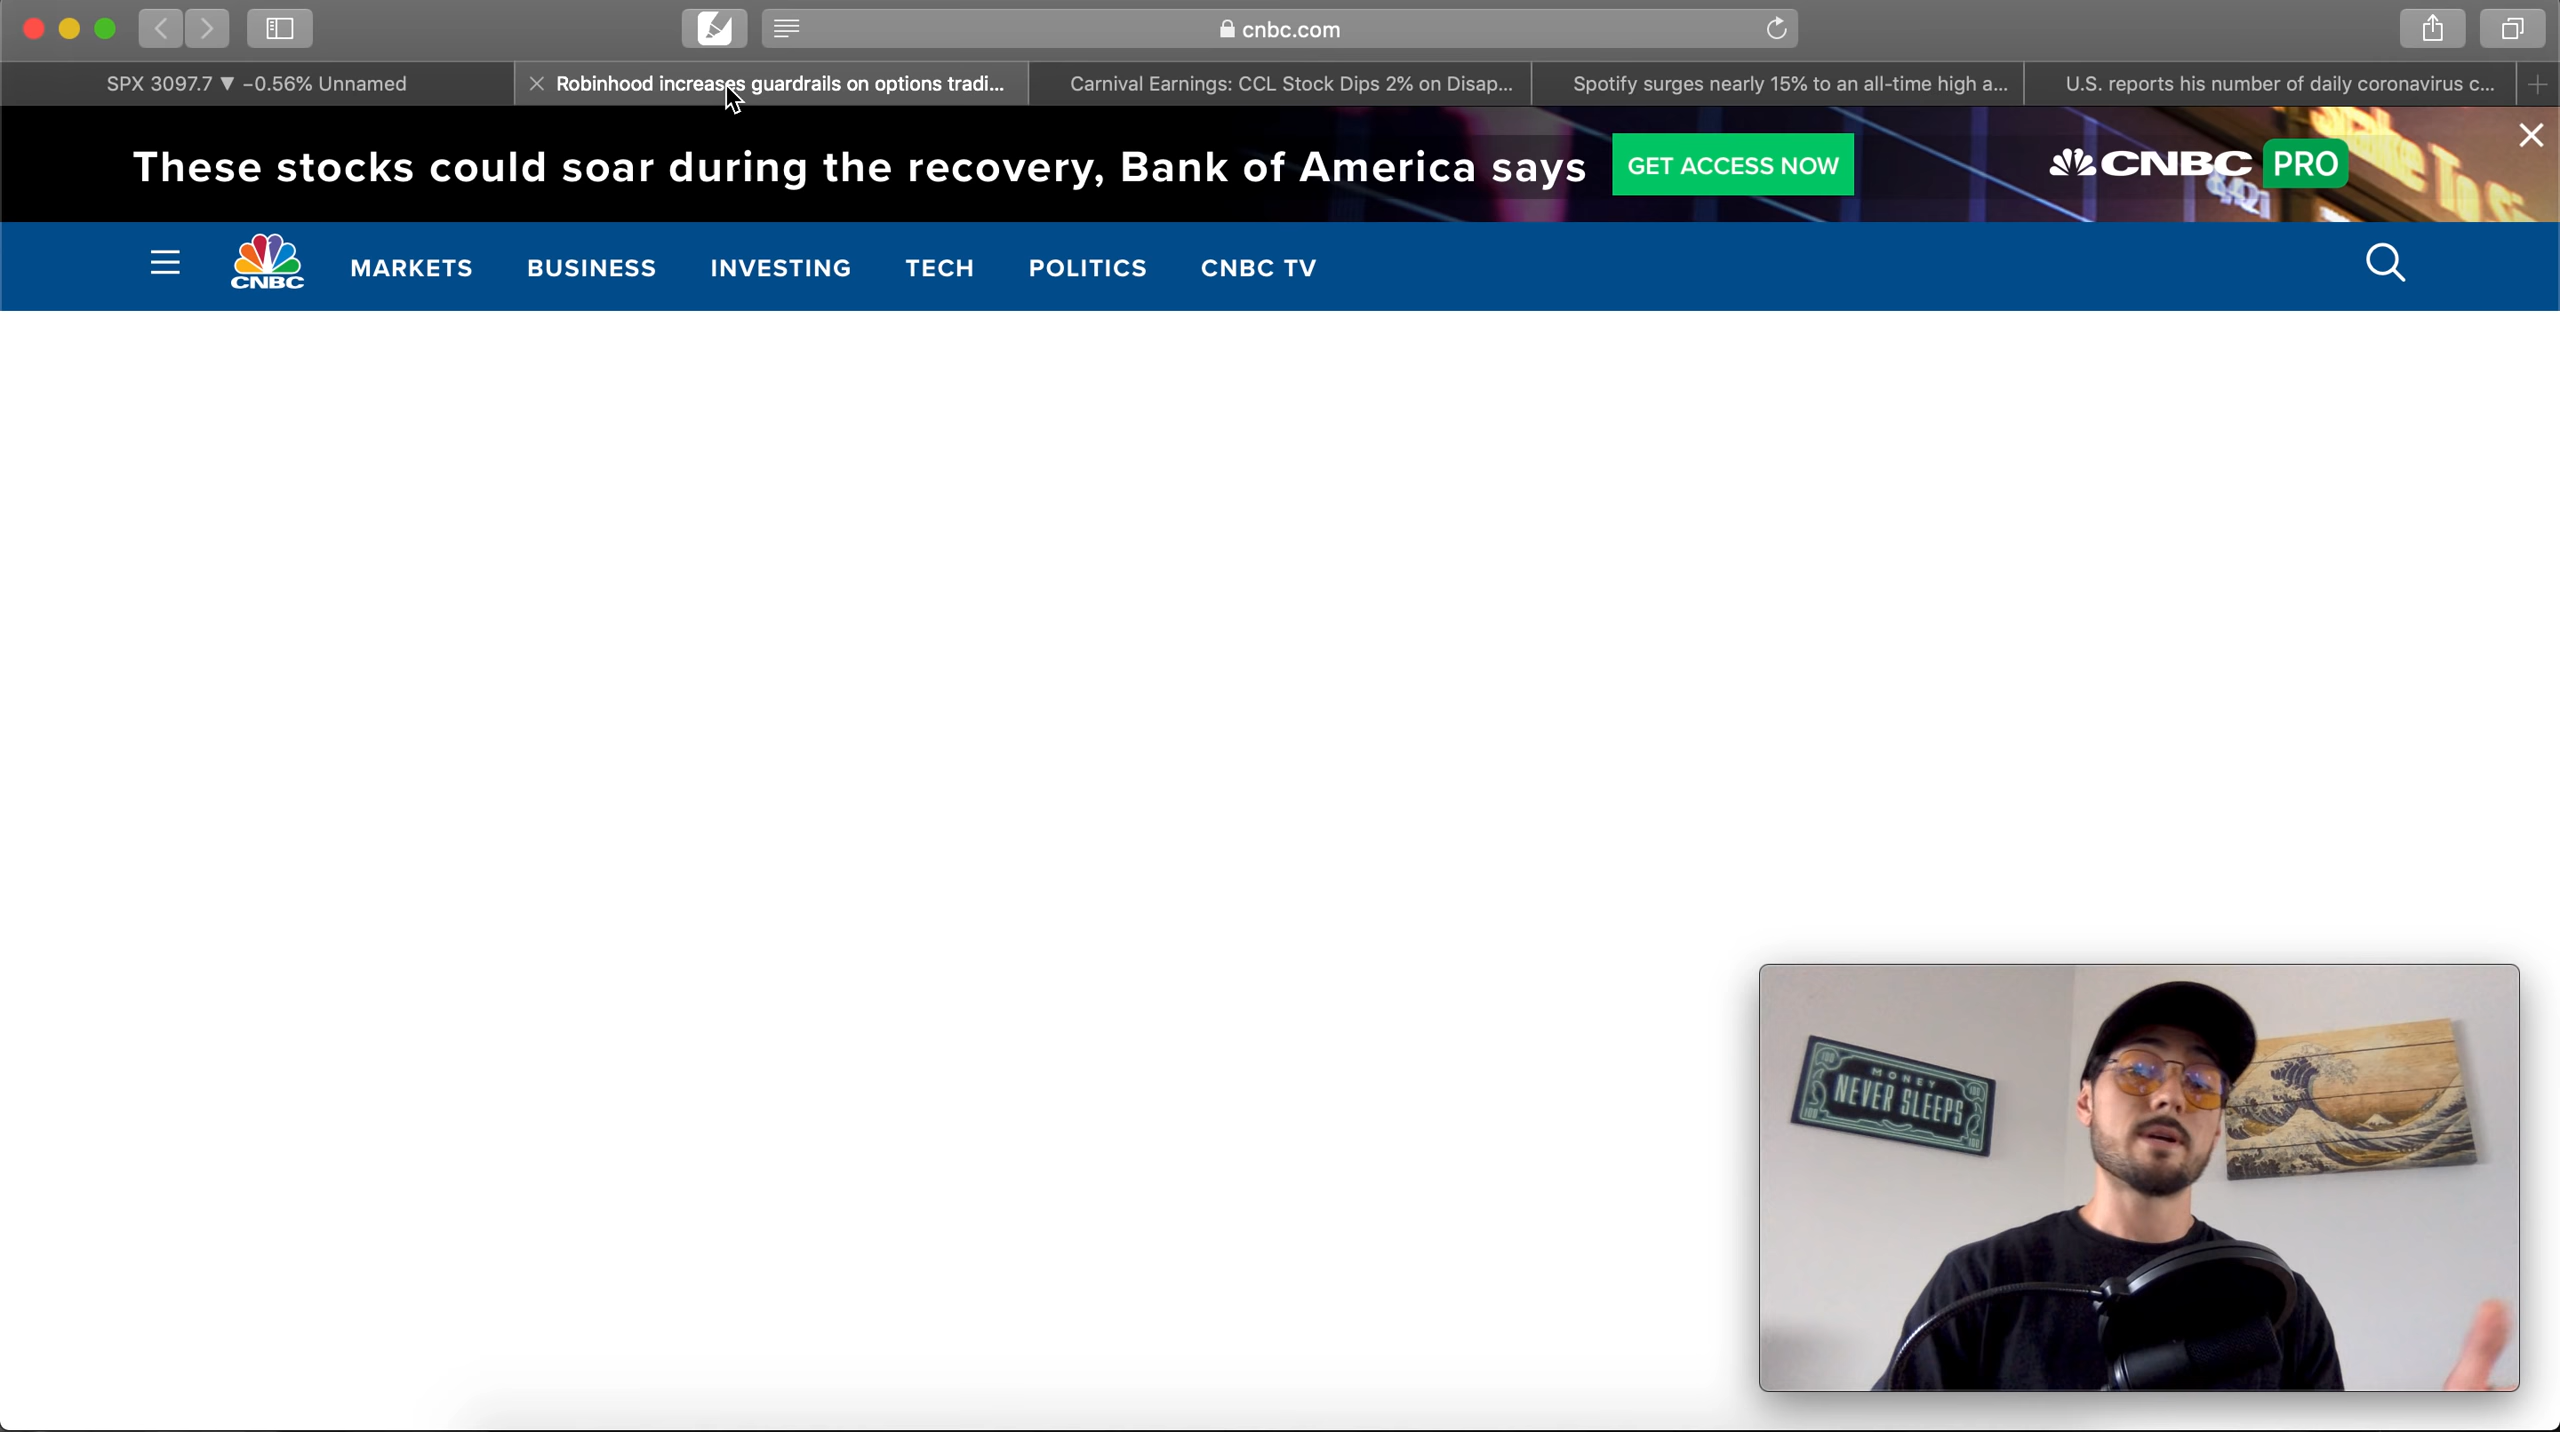 cnbc.com
SPX 3097.7 ▼ −0.56% Unnamed
Robinhood increases guardrails on options tradi...
Carnival Earnings: CCL Stock Dips 2% on Disap...
Spotify surges nearly 15% to an all-time high a...
U.S. reports his number of daily coronavirus c...
These stocks could soar during the recovery, Bank of America says
GET ACCESS NOW
CNBC PRO
CNBC
MARKETS
BUSINESS
INVESTING
TECH
POLITICS
CNBC TV
MONEY
NEVER SLEEPS